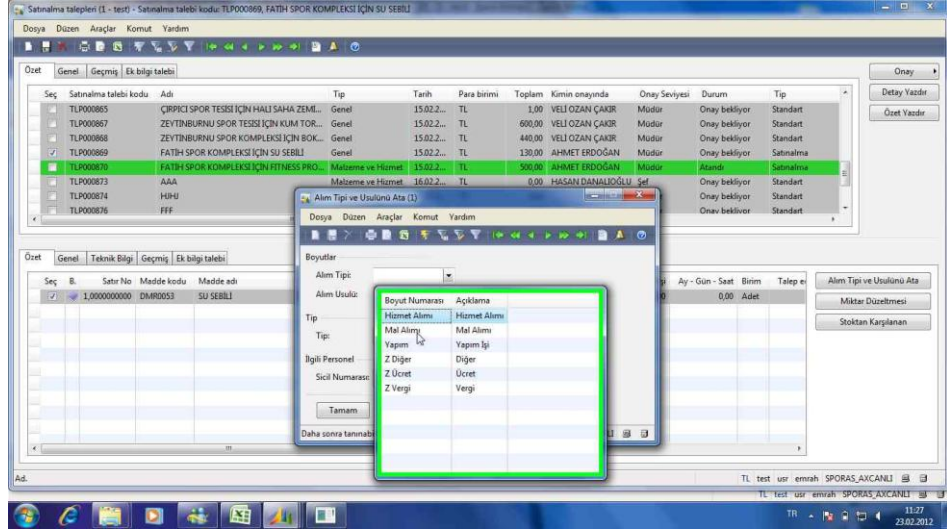 Satınalma talepleri (1 - test) - Satınalma talebi kodu: TLP000869, FATİH SPOR KOMPLEKSİ İÇİN SU SEBİLİ
Dosya Düzen Araçlar Komut Yardım
Özet Genel Geçmiş Ek bilgi talebi
Onay
Detay Yazdır
Özet Yazdır
Seç Satınalma talebi kodu Adı Tip Tarih Para birimi Toplam Kimin onayında Onay Seviyesi Durum Tip
TLP000865 ÇIRPICI SPOR TESİSİ İÇİN HALI SAHA ZEMİ... Genel 15.02.2... TL 1,00 VELİ OZAN ÇAKIR Müdür Onay bekliyor Standart
TLP000867 ZEYTİNBURNU SPOR TESİSİ İÇİN KUM TOR... Genel 15.02.2... TL 600,00 VELİ OZAN ÇAKIR Müdür Onay bekliyor Standart
TLP000868 ZEYTİNBURNU SPOR KOMPLEKSİ İÇİN BOK... Genel 15.02.2... TL 440,00 VELİ OZAN ÇAKIR Müdür Onay bekliyor Standart
TLP000869 FATİH SPOR KOMPLEKSİ İÇİN SU SEBİLİ Genel 15.02.2... TL 130,00 AHMET ERDOĞAN Müdür Onay bekliyor Satınalma
TLP000870 FATİH SPOR KOMPLEKSİ İÇİN FITNESS PRO... Malzeme ve Hizmet 15.02.2... TL 500,00 AHMET ERDOĞAN Müdür Atandı Satınalma
TLP000873 AAA Malzeme ve Hizmet 16.02.2... TL 0,00 HASAN DANALIOĞLU Şef Onay bekliyor Standart
TLP000874 HJHJ Onay bekliyor Standart
TLP000876 FFF Onay bekliyor Standart
Alım Tipi ve Usulünü Ata (1)
Dosya Düzen Araçlar Komut Yardım
Boyutlar
Alım Tipi:
Alım Usulü:
Tip
Tip:
İlgili Personel
Sicil Numarası:
Tamam
Boyut Numarası Açıklama
Hizmet Alımı Hizmet Alımı
Mal Alımı Mal Alımı
Yapım Yapım İşi
Z Diğer Diğer
Z Ücret Ücret
Z Vergi Vergi
Özet Genel Teknik Bilgi Geçmiş Ek bilgi talebi
Seç B. Satır No Madde kodu Madde adı Ay - Gün - Saat Birim Talep e
1,0000000000 DMR0053 SU SEBİLİ 0,00 Adet
Alım Tipi ve Usulünü Ata
Miktar Düzeltmesi
Stoktan Karşılanan
Ad.
TL test usr emrah SPORAS_AXCANLI
TL test usr emrah SPORAS_AXCANLI
TR 11:27
23.02.2012